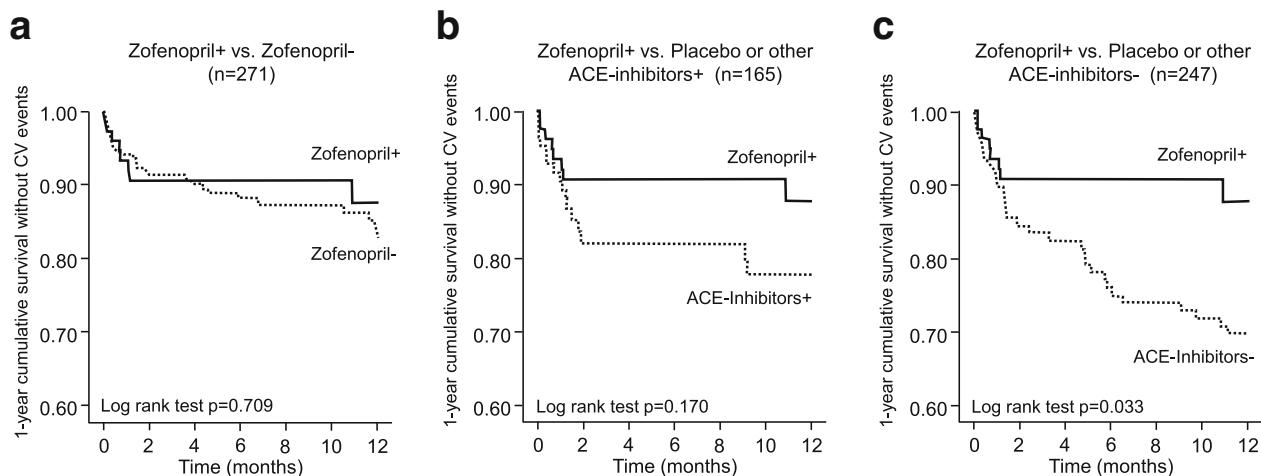 a
Zofenopril+ vs. Zofenopril-
(n=271)
1-year cumulative survival without CV events
1.00
0.90
0.80
0.70
0.60
Zofenopril+
Zofenopril-
Log rank test p=0.709
0 2 4 6 8 10 12
Time (months)
b
Zofenopril+ vs. Placebo or other
ACE-inhibitors+ (n=165)
1-year cumulative survival without CV events
1.00
0.90
0.80
0.70
0.60
Zofenopril+
ACE-Inhibitors+
Log rank test p=0.170
0 2 4 6 8 10 12
Time (months)
c
Zofenopril+ vs. Placebo or other
ACE-inhibitors- (n=247)
1-year cumulative survival without CV events
1.00
0.90
0.80
0.70
0.60
Zofenopril+
ACE-Inhibitors-
Log rank test p=0.033
0 2 4 6 8 10 12
Time (months)